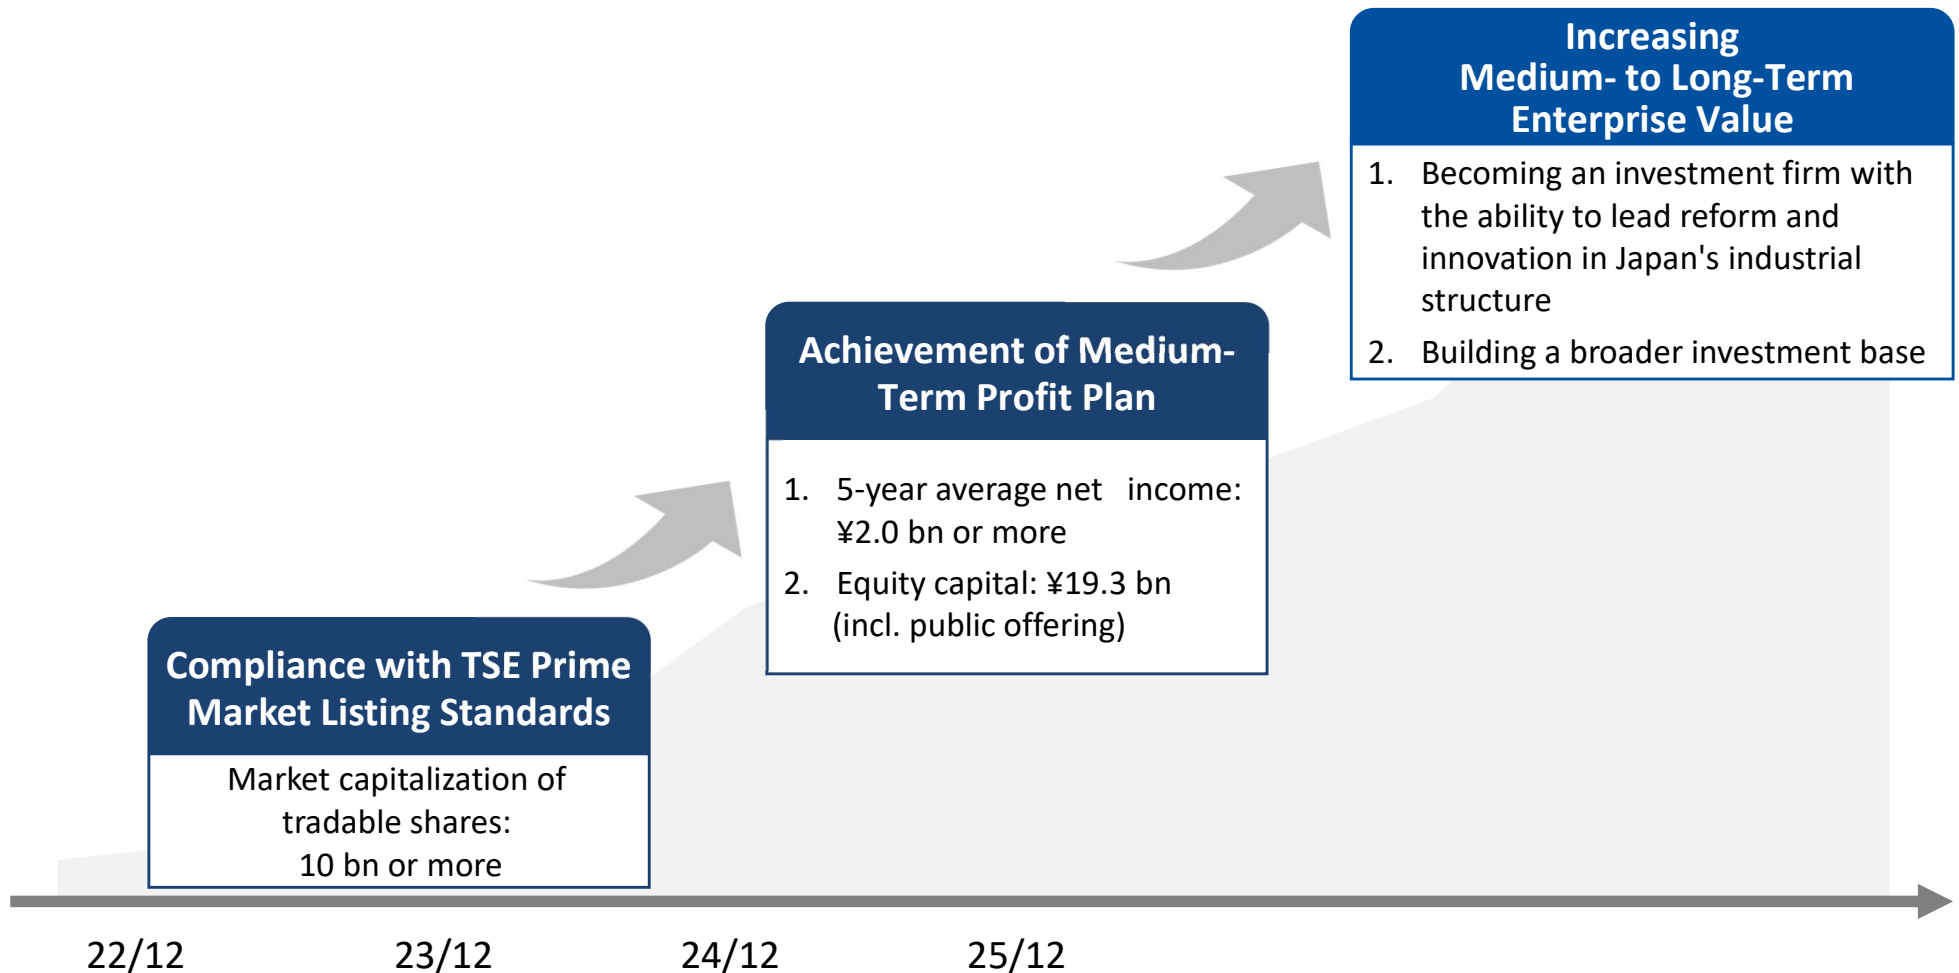 Increasing
Medium- to Long-Term
Enterprise Value
1. Becoming an investment firm with
the ability to lead reform and
innovation in Japan's industrial
structure
2. Building a broader investment base
Achievement of Medium-
Term Profit Plan
1. 5-year average net income:
¥2.0 bn or more
2. Equity capital: ¥19.3 bn
(incl. public offering)
Compliance with TSE Prime
Market Listing Standards
Market capitalization of
tradable shares:
10 bn or more
22/12 23/12 24/12 25/12